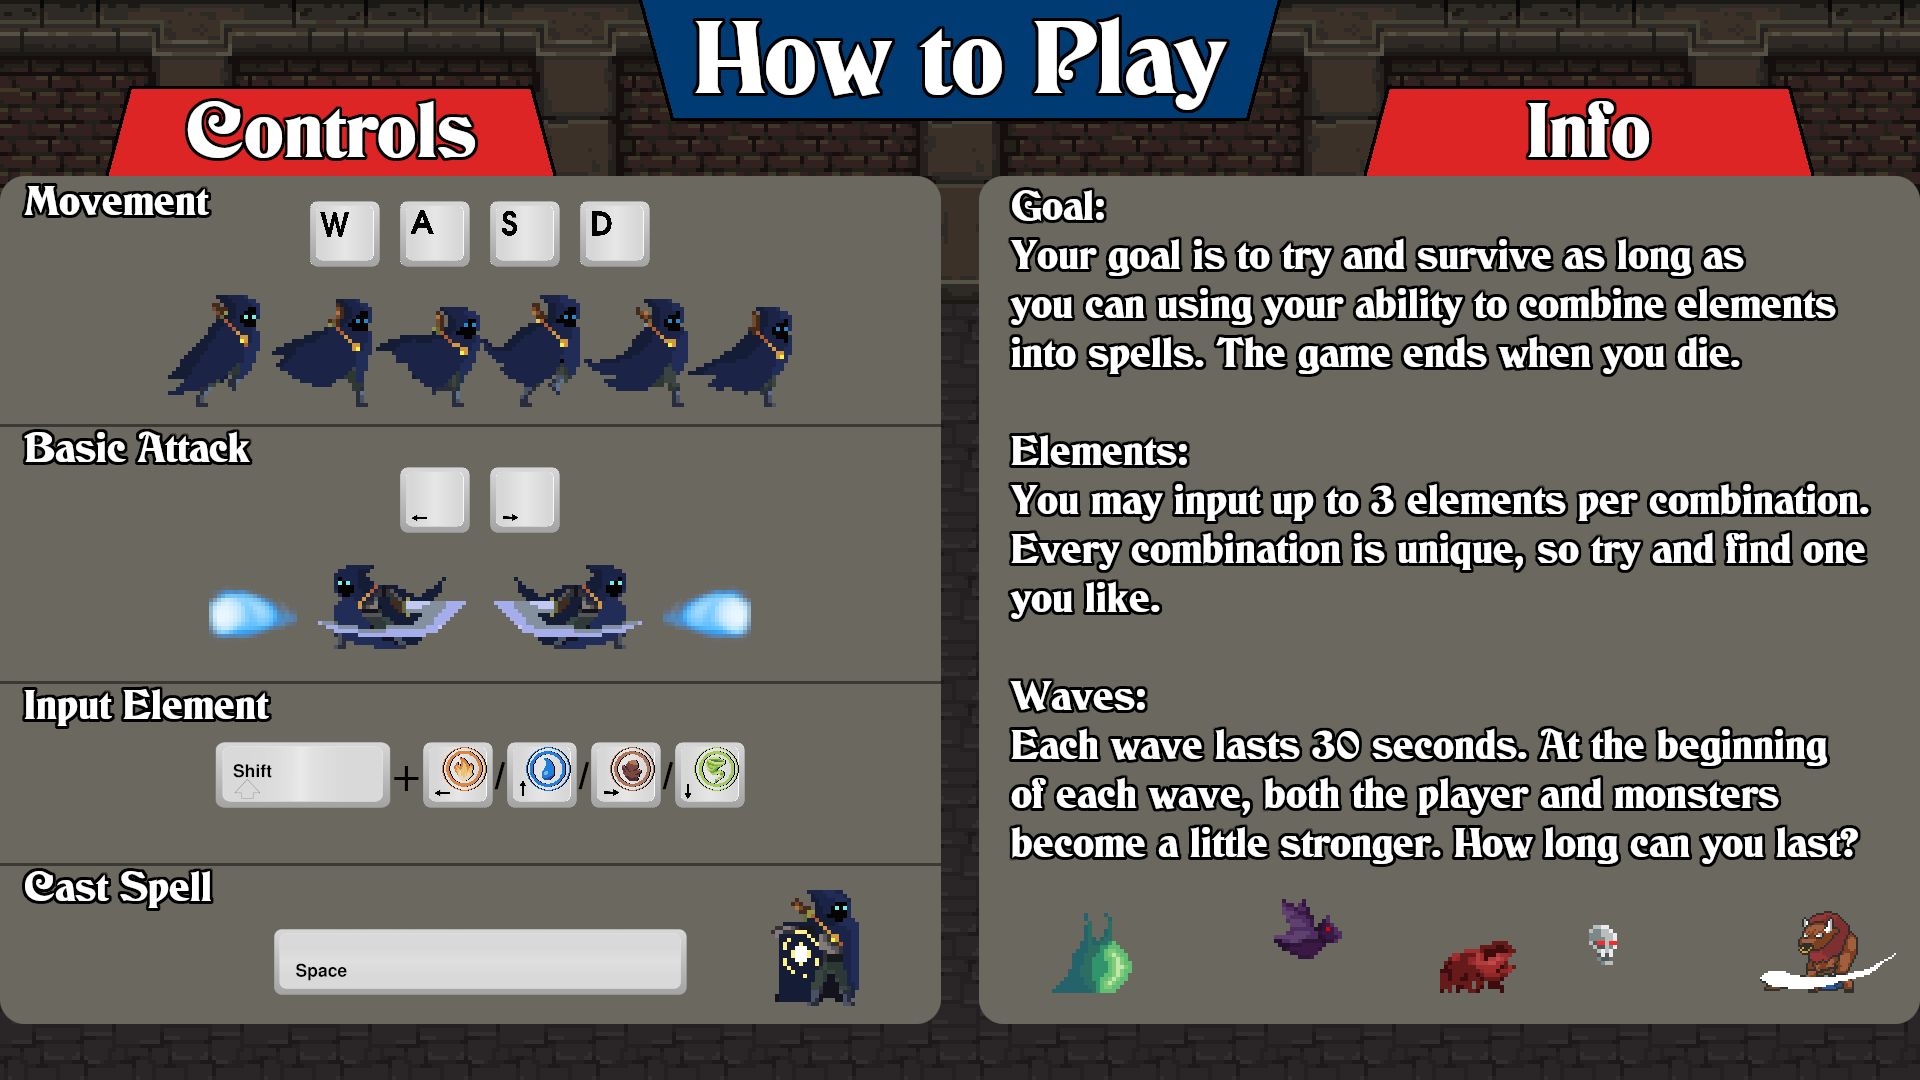 How to Play
Controls
Movement
W A S D
Basic Attack
← →
Input Element
Shift + ← / ↑ / → / ↓
Cast Spell
Space
Info
Goal:
Your goal is to try and survive as long as
you can using your ability to combine elements
into spells. The game ends when you die.
Elements:
You may input up to 3 elements per combination.
Every combination is unique, so try and find one
you like.
Waves:
Each wave lasts 30 seconds. At the beginning
of each wave, both the player and monsters
become a little stronger. How long can you last?